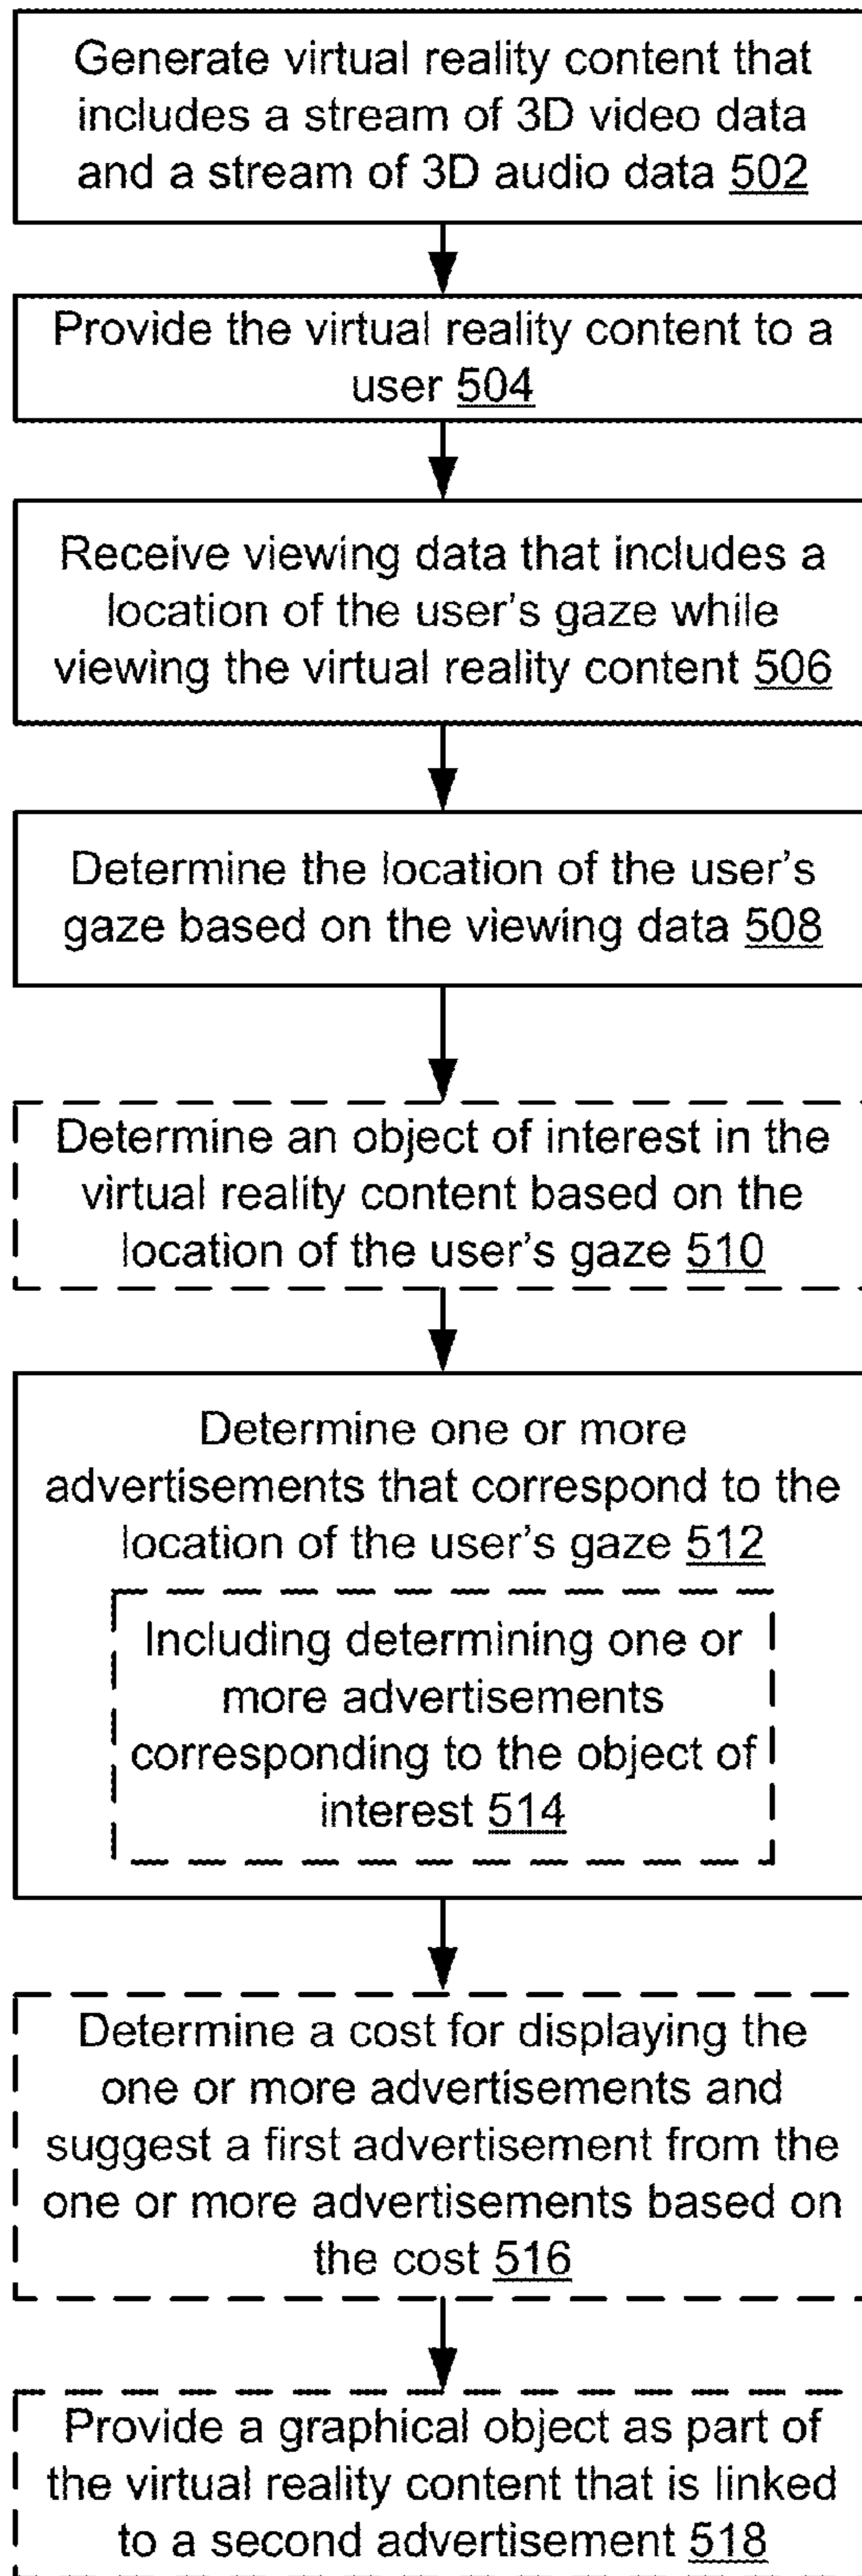 Generate virtual reality content that
includes a stream of 3D video data
and a stream of 3D audio data 502
Provide the virtual reality content to a
user 504
Receive viewing data that includes a
location of the user's gaze while
viewing the virtual reality content 506
Determine the location of the user's
gaze based on the viewing data 508
Determine an object of interest in the
virtual reality content based on the
location of the user's gaze 510
Determine one or more
advertisements that correspond to the
location of the user's gaze 512
Including determining one or
more advertisements
corresponding to the object of
interest 514
Determine a cost for displaying the
one or more advertisements and
suggest a first advertisement from the
one or more advertisements based on
the cost 516
Provide a graphical object as part of
the virtual reality content that is linked
to a second advertisement 518